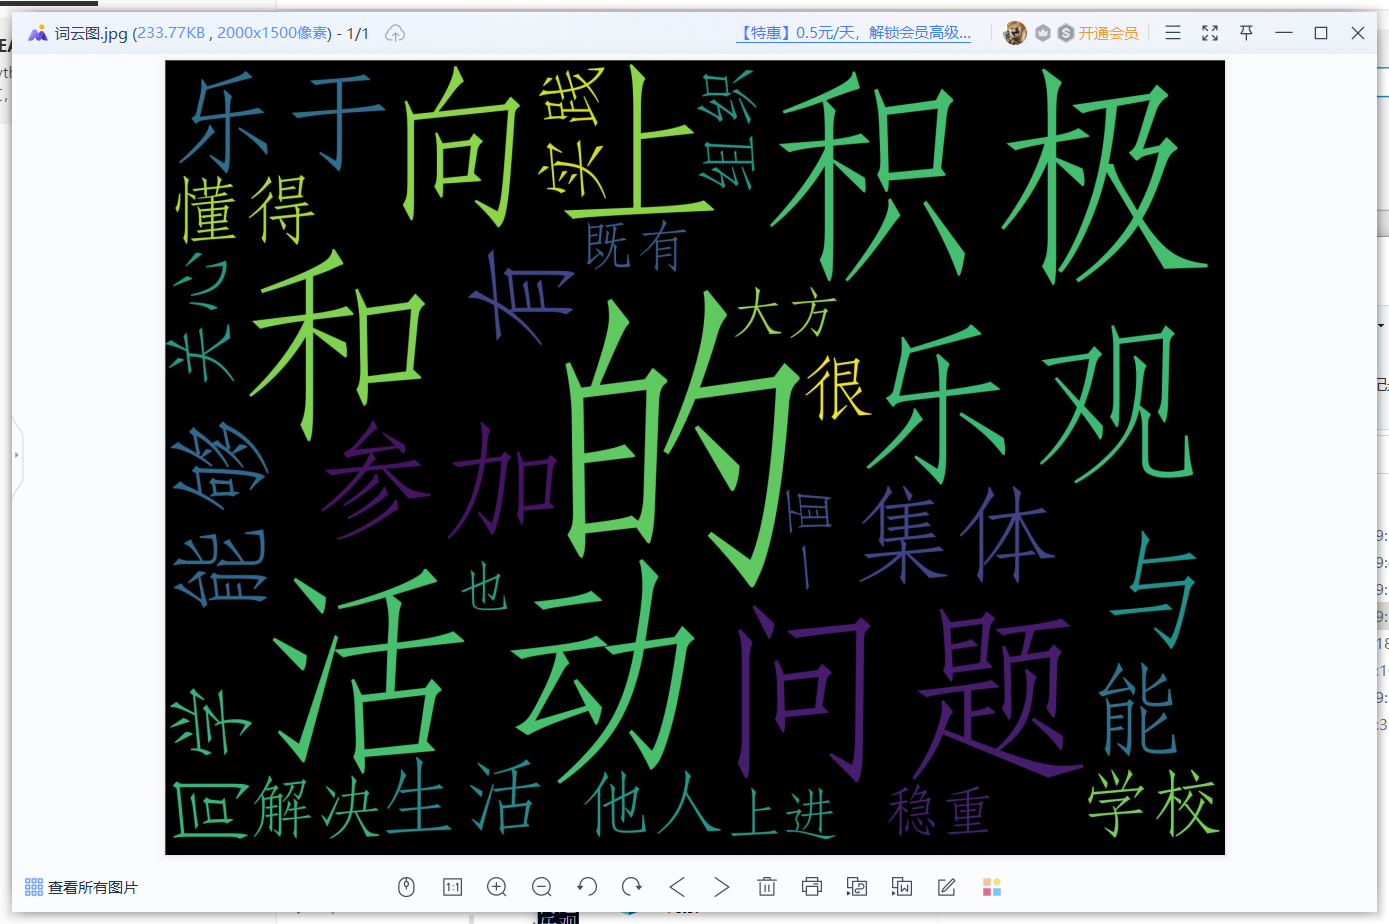 词云图.jpg (233.77KB , 2000x1500像素) - 1/1
【特惠】0.5元/天，解锁会员高级...
开通会员
乐于
向上
实践
组织
积极
懂得
既有
关心
和
有
大方
的
很
乐观
能够
参加
一面
集体
与
活动
也
问题
能
学
回
解决
生活
他人
上进
稳重
学校
查看所有图片
1:1